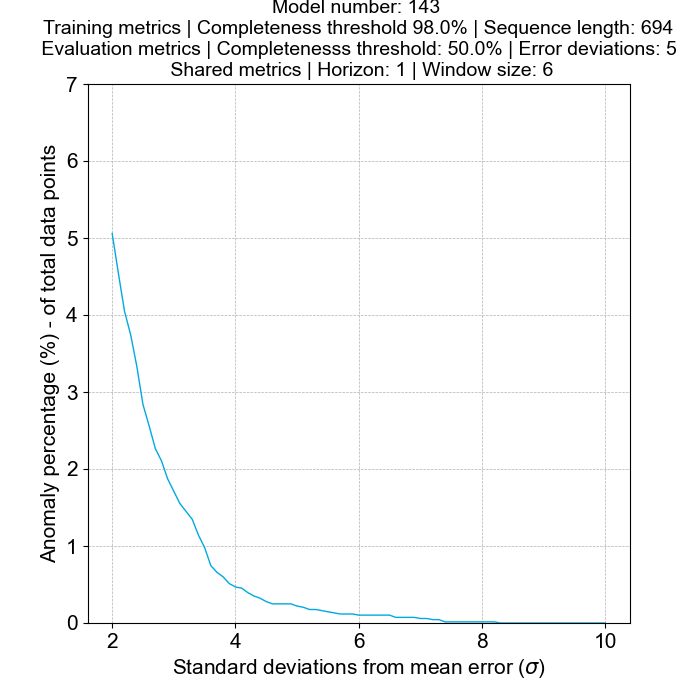 Model number: 143
Training metrics | Completeness threshold 98.0% | Sequence length: 694
Evaluation metrics | Completenesss threshold: 50.0% | Error deviations: 5
Shared metrics | Horizon: 1 | Window size: 6
7
6
5
4
3
2
1
0
Anomaly percentage (%) - of total data points
2 4 6 8 10
Standard deviations from mean error (σ)